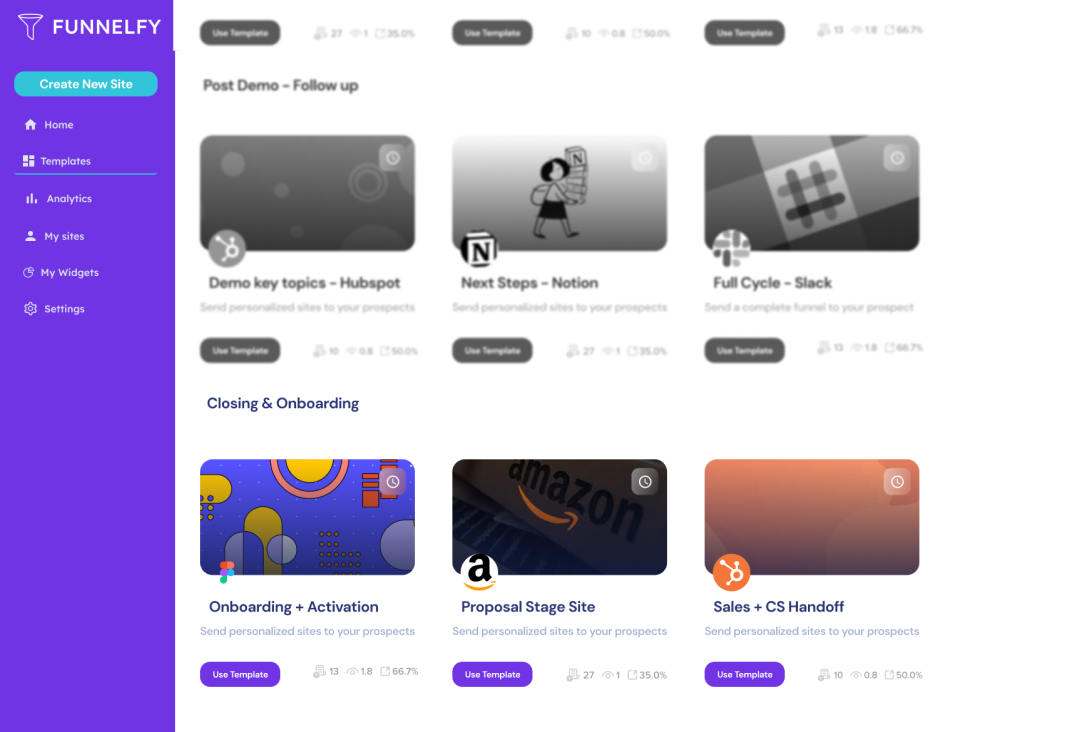 FUNNELFY
Create New Site
Home
Templates
Analytics
My sites
My Widgets
Settings
Use Template 27 1 35.0%
Use Template 10 0.8 50.0%
Use Template 13 1.8 66.7%
Post Demo - Follow up
N
N
Demo key topics - Hubspot
Next Steps - Notion
Full Cycle - Slack
Send personalized sites to your prospects
Send personalized sites to your prospects
Send a complete funnel to your prospect
Use Template 10 0.8 50.0%
Use Template 27 1 35.0%
Use Template 13 1.8 66.7%
Closing & Onboarding
amazon
a
Onboarding + Activation
Proposal Stage Site
Sales + CS Handoff
Send personalized sites to your prospects
Send personalized sites to your prospects
Send personalized sites to your prospects
Use Template 13 1.8 66.7%
Use Template 27 1 35.0%
Use Template 10 0.8 50.0%